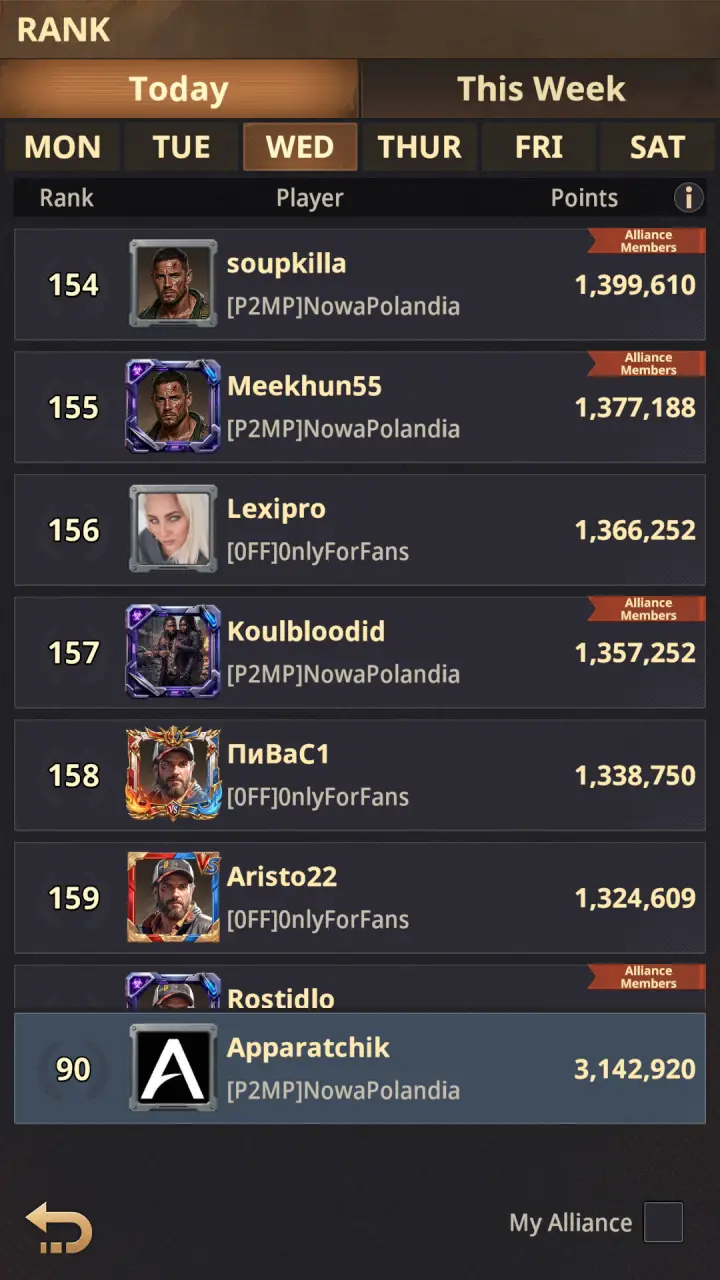 RANK
Today
This Week
MON
TUE
WED
THUR
FRI
SAT
Rank
Player
Points
Alliance
Members
154
soupkilla
[P2MP]NowaPolandia
1,399,610
Alliance
Members
155
Meekhun55
[P2MP]NowaPolandia
1,377,188
156
Lexipro
[0FF]0nlyForFans
1,366,252
Alliance
Members
157
Koulbloodid
[P2MP]NowaPolandia
1,357,252
158
ПиВаС1
[0FF]0nlyForFans
1,338,750
159
Aristo22
[0FF]0nlyForFans
1,324,609
Alliance
Members
Rostidlo
90
Apparatchik
[P2MP]NowaPolandia
3,142,920
My Alliance